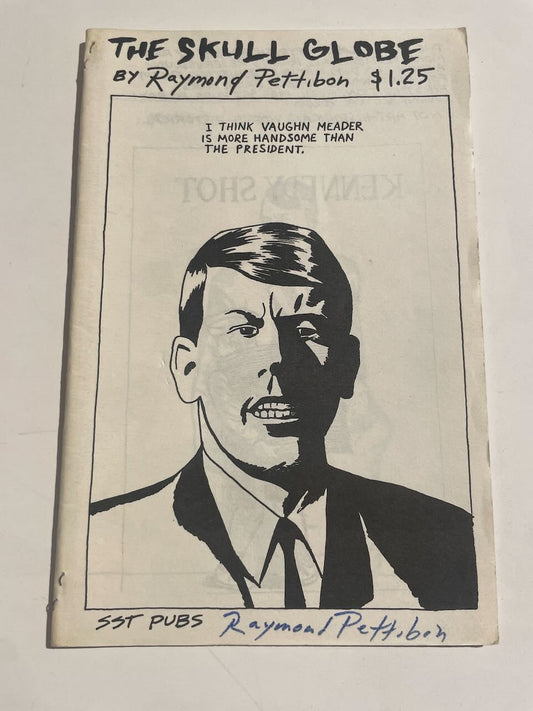 THE SKULL GLOBE
BY Raymond Pettibon $1.25
I THINK VAUGHN MEADER
IS MORE HANDSOME THAN
THE PRESIDENT.
KENNEDY SHOT
SST PUBS Raymond Pettibon